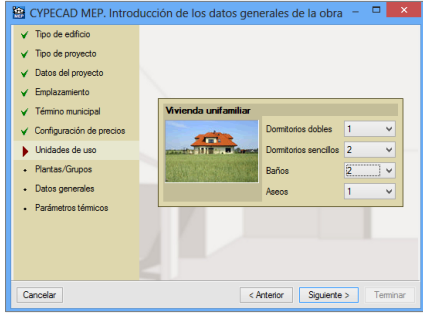 CYPECAD MEP. Introducción de los datos generales de la obra
Tipo de edificio
Tipo de proyecto
Datos del proyecto
Emplazamiento
Término municipal
Configuración de precios
Unidades de uso
Plantas/Grupos
Datos generales
Parámetros térmicos
Vivienda unifamiliar
Dormitorios dobles 1
Dormitorios sencillos 2
Baños 2
Aseos 1
Cancelar < Anterior Siguiente > Terminar